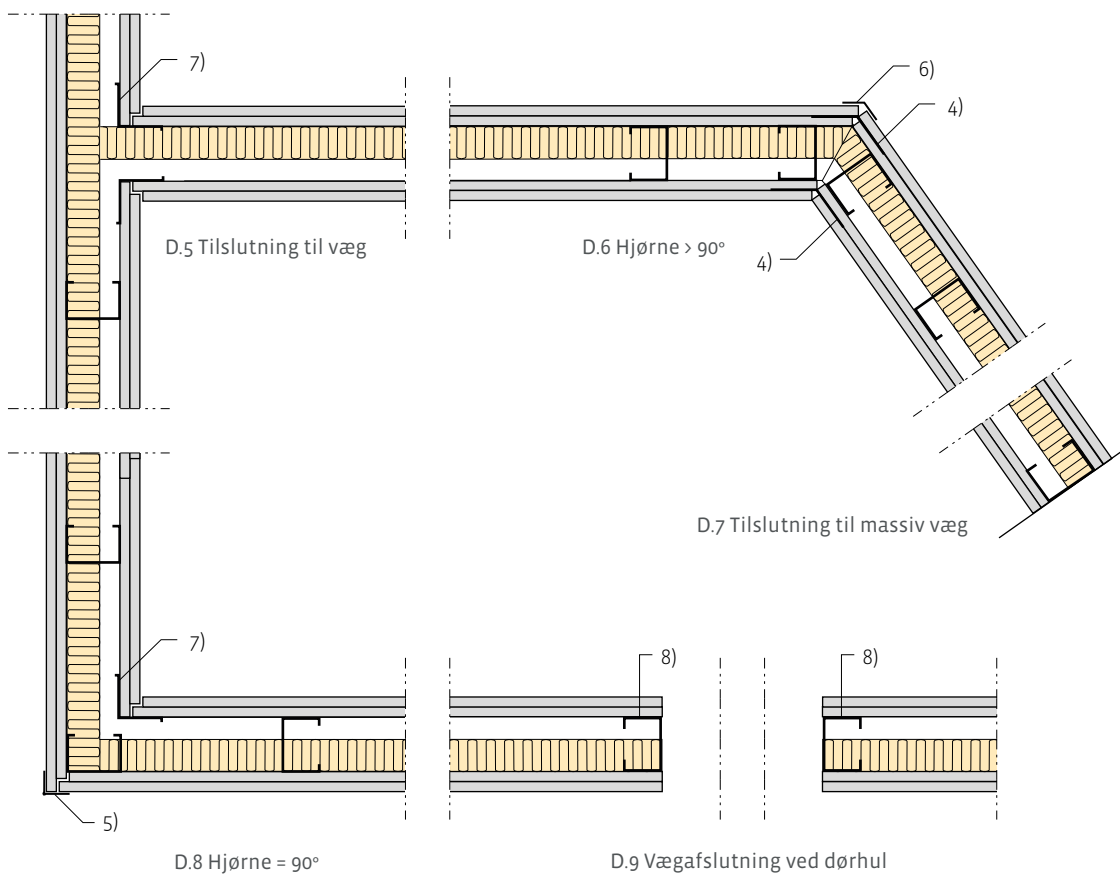 7)
6)
4)
D.5 Tilslutning til væg
D.6 Hjørne > 90°
4)
D.7 Tilslutning til massiv væg
7)
8)
8)
5)
D.8 Hjørne = 90°
D.9 Vægafslutning ved dørhul